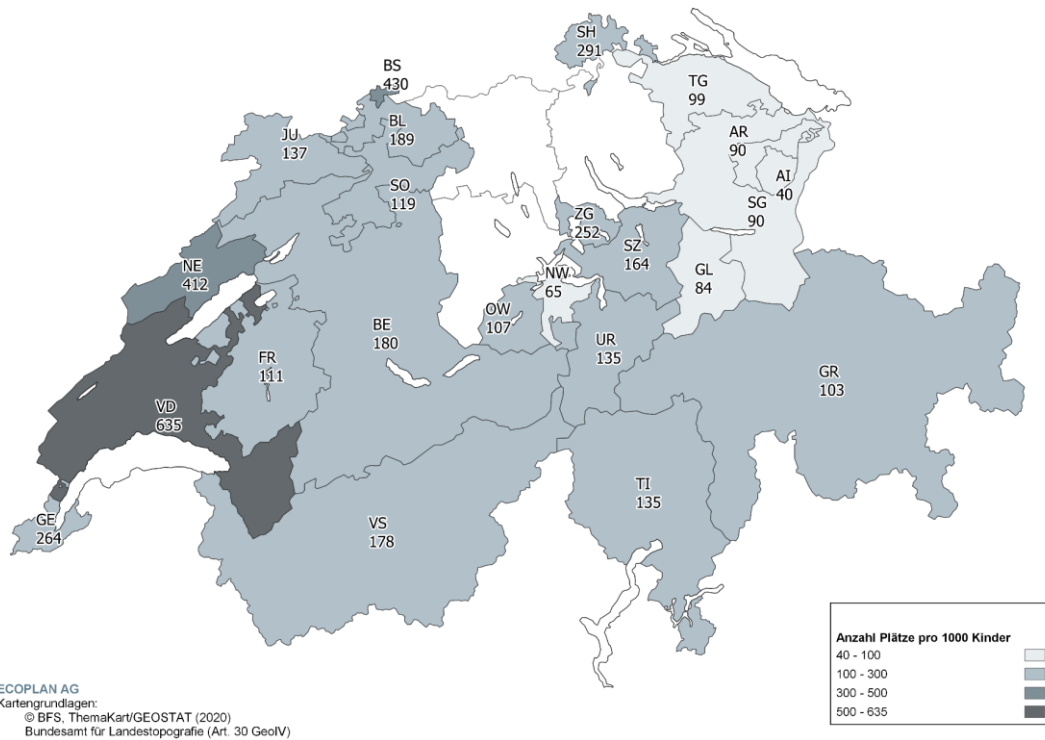 SH
291
BS
430
TG
99
BL
189
AR
90
JU
137
AI
40
SO
119
SG
90
ZG
252
SZ
164
NE
412
NW
65
GL
84
OW
107
BE
180
UR
135
FR
111
GR
103
VD
635
TI
135
GE
264
VS
178
Anzahl Plätze pro 1000 Kinder
40 - 100
100 - 300
300 - 500
500 - 635
ECOPLAN AG
Kartengrundlagen:
© BFS, ThemaKart/GEOSTAT (2020)
Bundesamt für Landestopografie (Art. 30 GeoIV)